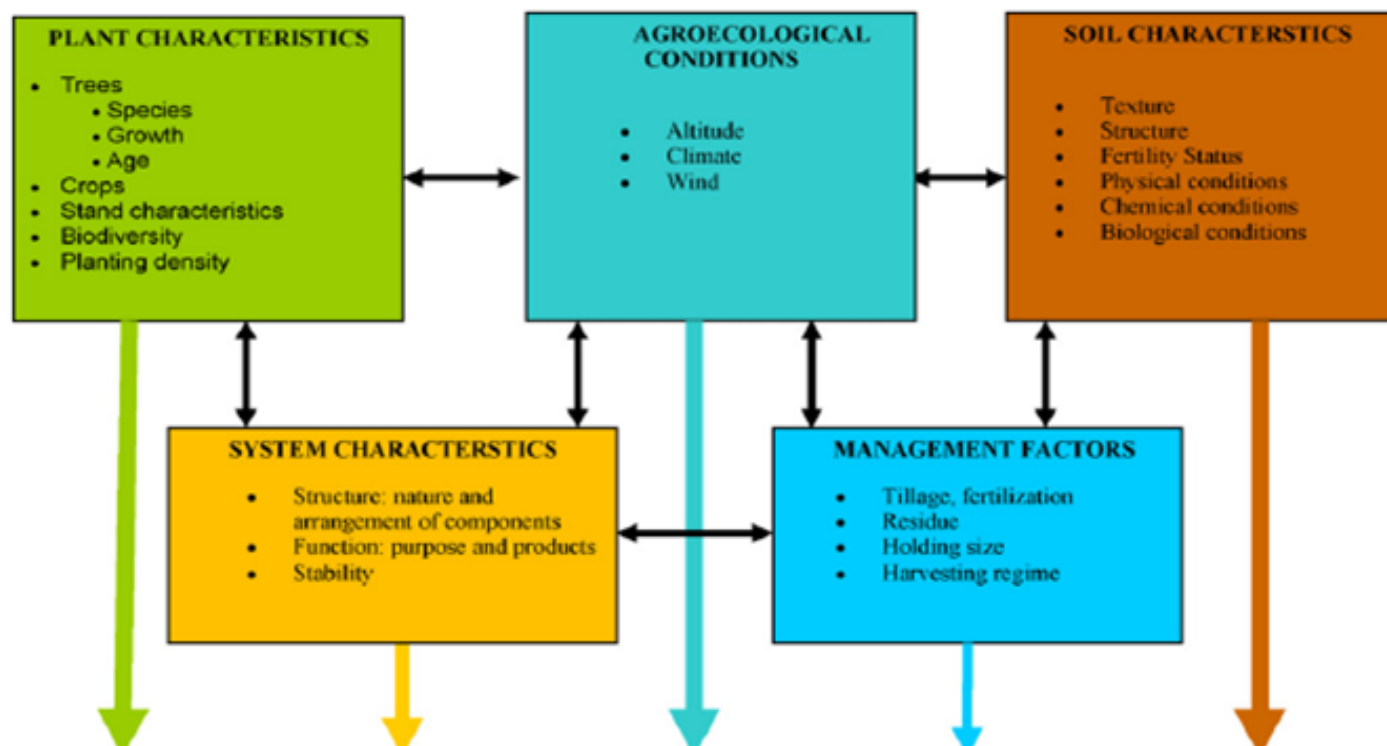 PLANT CHARACTERISTICS
• Trees
• Species
• Growth
• Age
• Crops
• Stand characteristics
• Biodiversity
• Planting density
AGROECOLOGICAL
CONDITIONS
• Altitude
• Climate
• Wind
SOIL CHARACTERSTICS
• Texture
• Structure
• Fertility Status
• Physical conditions
• Chemical conditions
• Biological conditions
SYSTEM CHARACTERSTICS
• Structure: nature and
arrangement of components
• Function: purpose and products
• Stability
MANAGEMENT FACTORS
• Tillage, fertilization
• Residue
• Holding size
• Harvesting regime